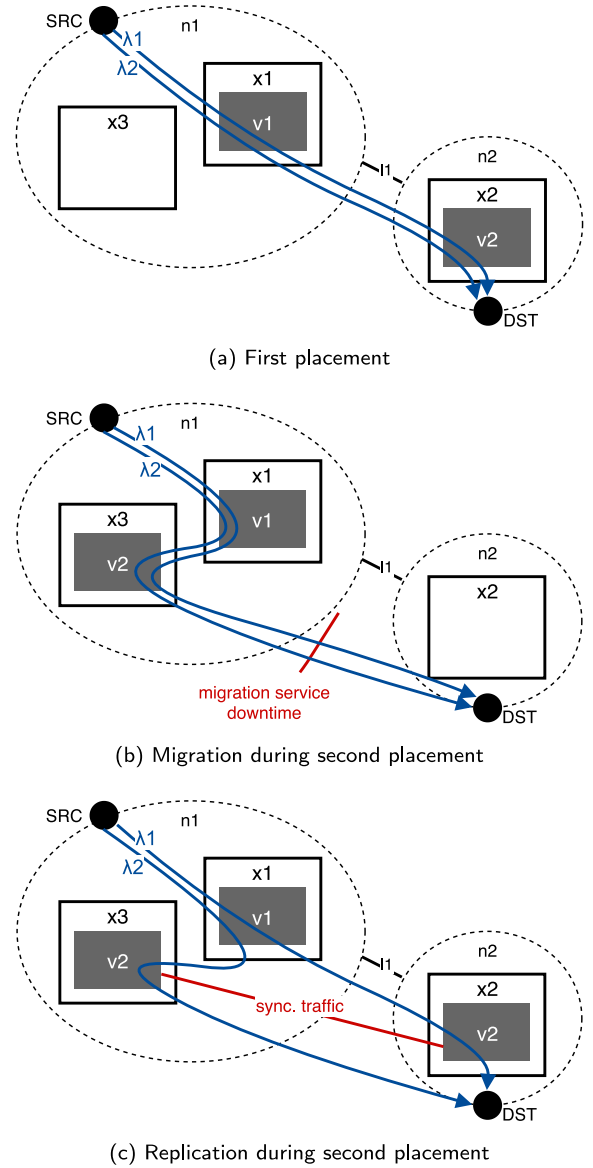 SRC
n1
λ1
λ2
x1
v1
x3
l1
n2
x2
v2
DST
(a) First placement
SRC
n1
λ1
λ2
x1
v1
x3
v2
l1
n2
x2
migration service
downtime
DST
(b) Migration during second placement
SRC
n1
λ1
λ2
x1
v1
x3
v2
l1
n2
x2
v2
sync. traffic
DST
(c) Replication during second placement